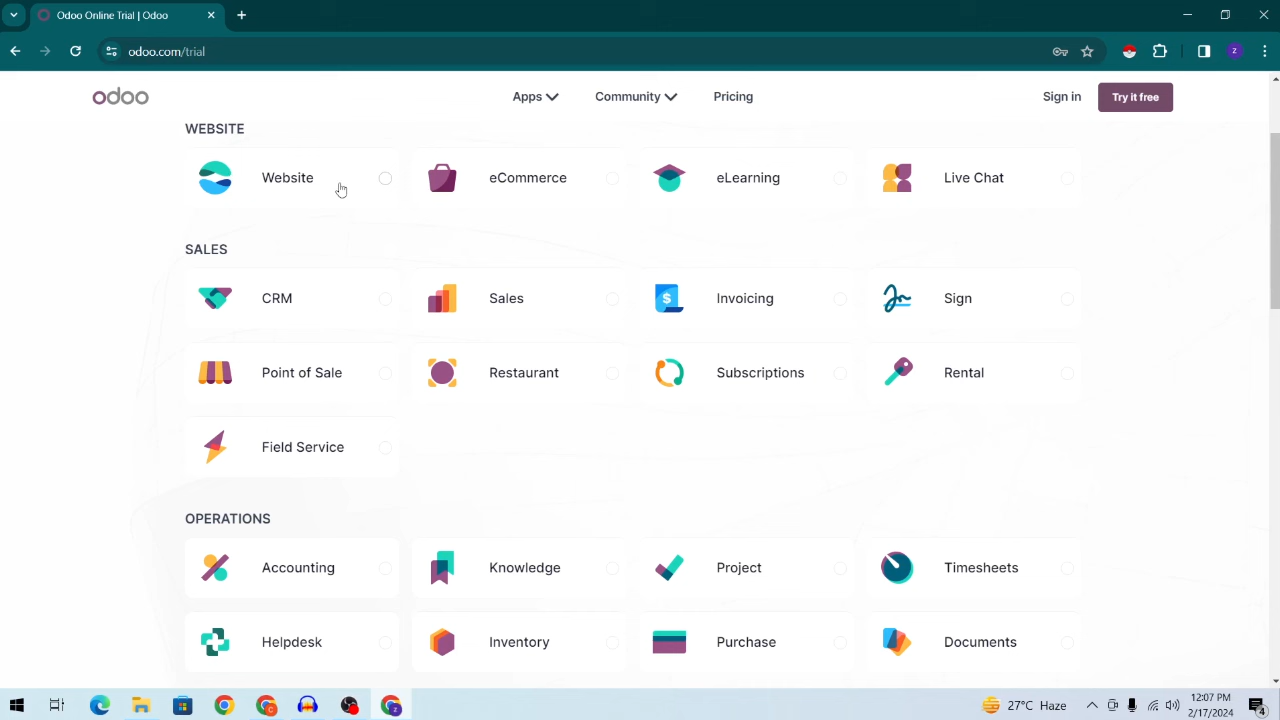 Odoo Online Trial | Odoo
odoo.com/trial
z
odoo
Apps
Community
Pricing
Sign in
Try it free
WEBSITE
Website
eCommerce
eLearning
Live Chat
SALES
CRM
Sales
$
Invoicing
Sign
Point of Sale
Restaurant
Subscriptions
Rental
Field Service
OPERATIONS
Accounting
Knowledge
Project
Timesheets
Helpdesk
Inventory
Purchase
Documents
C
z
27°C Haze
12:07 PM
2/17/2024
4